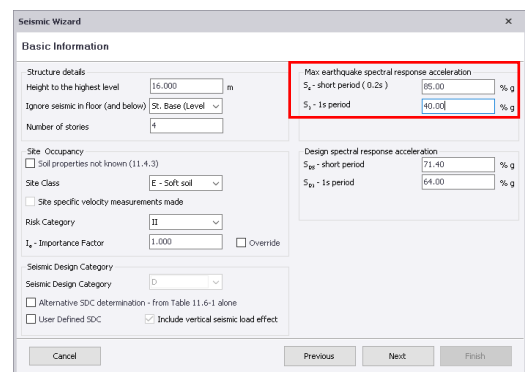 Seismic Wizard
Basic Information
Structure details
Height to the highest level 16.000 m
Ignore seismic in floor (and below) St. Base (Level
Number of stories 4
Site Occupancy
Soil properties not known (11.4.3)
Site Class E - Soft soil
Site specific velocity measurements made
Risk Category II
Iₑ - Importance Factor 1.000 Override
Seismic Design Category
Seismic Design Category D
Alternative SDC determination - from Table 11.6-1 alone
User Defined SDC Include vertical seismic load effect
Max earthquake spectral response acceleration
Sₛ - short period ( 0.2s ) 85.00 % g
S₁ - 1s period 40.00 % g
Design spectral response acceleration
S_DS - short period 71.40 % g
S_D1 - 1s period 64.00 % g
Cancel Previous Next Finish